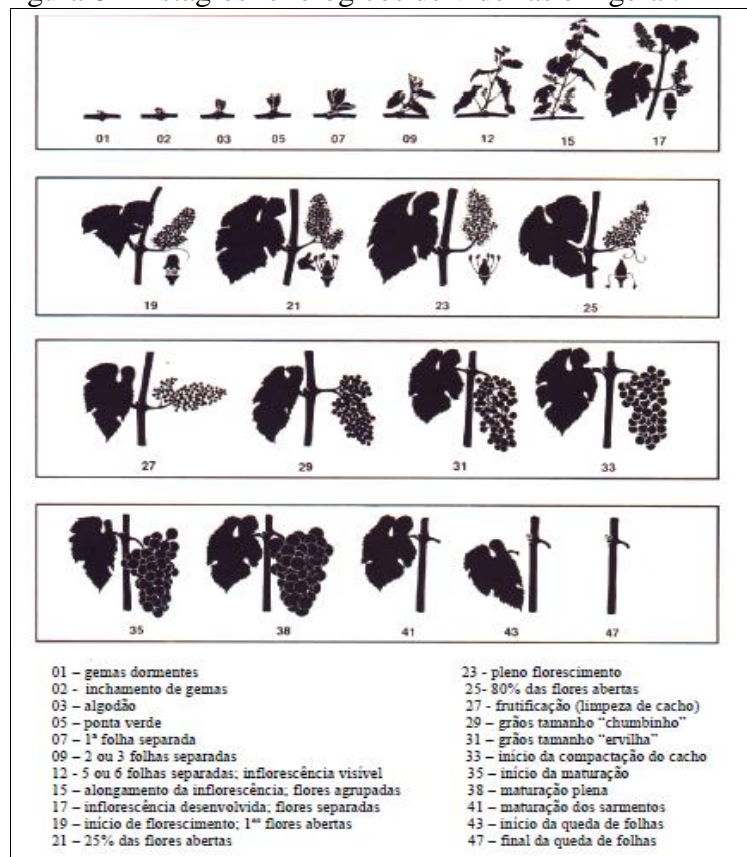 01 02 03 05 07 09 12 15 17
19 21 23 25
27 29 31 33
35 38 41 43 47
01 – gemas dormentes
02 - inchamento de gemas
03 – algodão
05 – ponta verde
07 – 1ª folha separada
09 – 2 ou 3 folhas separadas
12 - 5 ou 6 folhas separadas; inflorescência visível
15 – alongamento da inflorescência; flores agrupadas
17 – inflorescência desenvolvida; flores separadas
19 – início de florescimento; 1ªˢ flores abertas
21 – 25% das flores abertas
23 - pleno florescimento
25- 80% das flores abertas
27 - frutificação (limpeza de cacho)
29 – grãos tamanho “chumbinho”
31 – grãos tamanho “ervilha”
33 – início da compactação do cacho
35 – início da maturação
38 – maturação plena
41 – maturação dos sarmentos
43 – início da queda de folhas
47 – final da queda de folhas